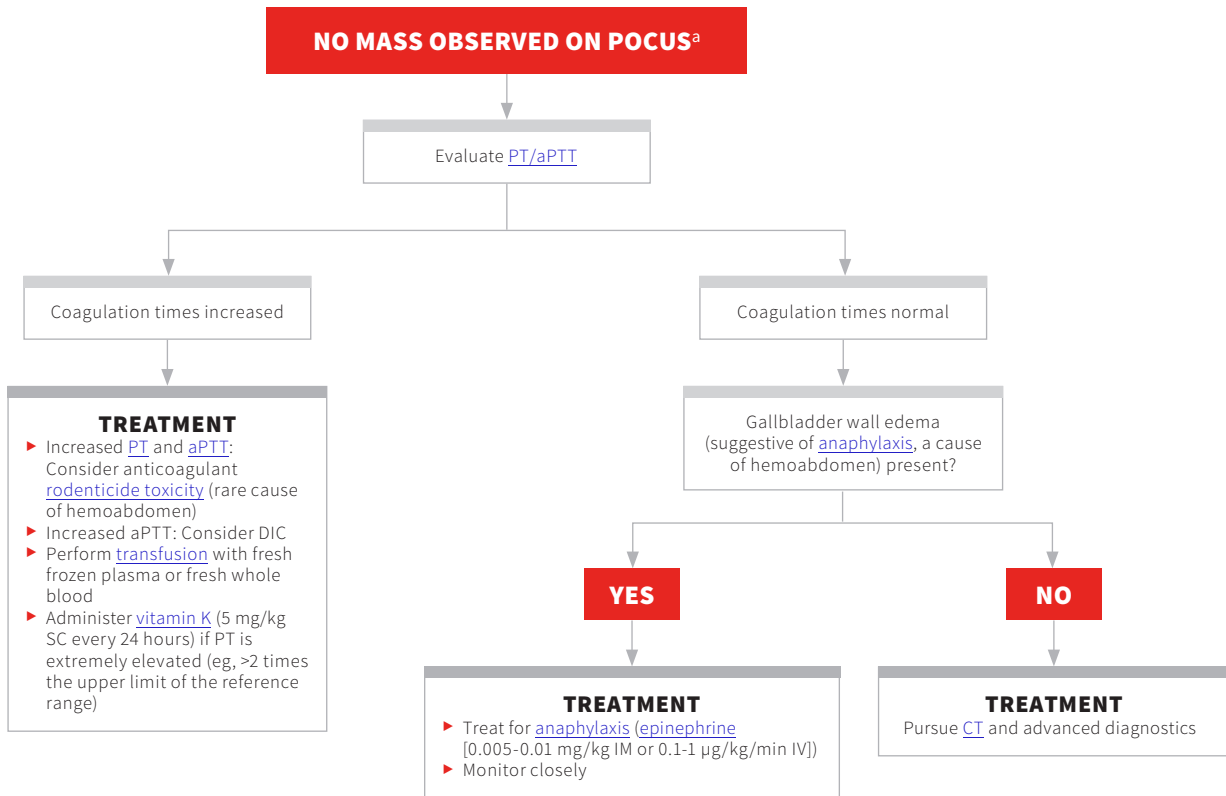 NO MASS OBSERVED ON POCUSª
Evaluate PT/aPTT
Coagulation times increased
Coagulation times normal
TREATMENT
► Increased PT and aPTT:
Consider anticoagulant
rodenticide toxicity (rare cause
of hemoabdomen)
► Increased aPTT: Consider DIC
► Perform transfusion with fresh
frozen plasma or fresh whole
blood
► Administer vitamin K (5 mg/kg
SC every 24 hours) if PT is
extremely elevated (eg, >2 times
the upper limit of the reference
range)
Gallbladder wall edema
(suggestive of anaphylaxis, a cause
of hemoabdomen) present?
YES
NO
TREATMENT
► Treat for anaphylaxis (epinephrine
[0.005-0.01 mg/kg IM or 0.1-1 µg/kg/min IV])
► Monitor closely
TREATMENT
Pursue CT and advanced diagnostics